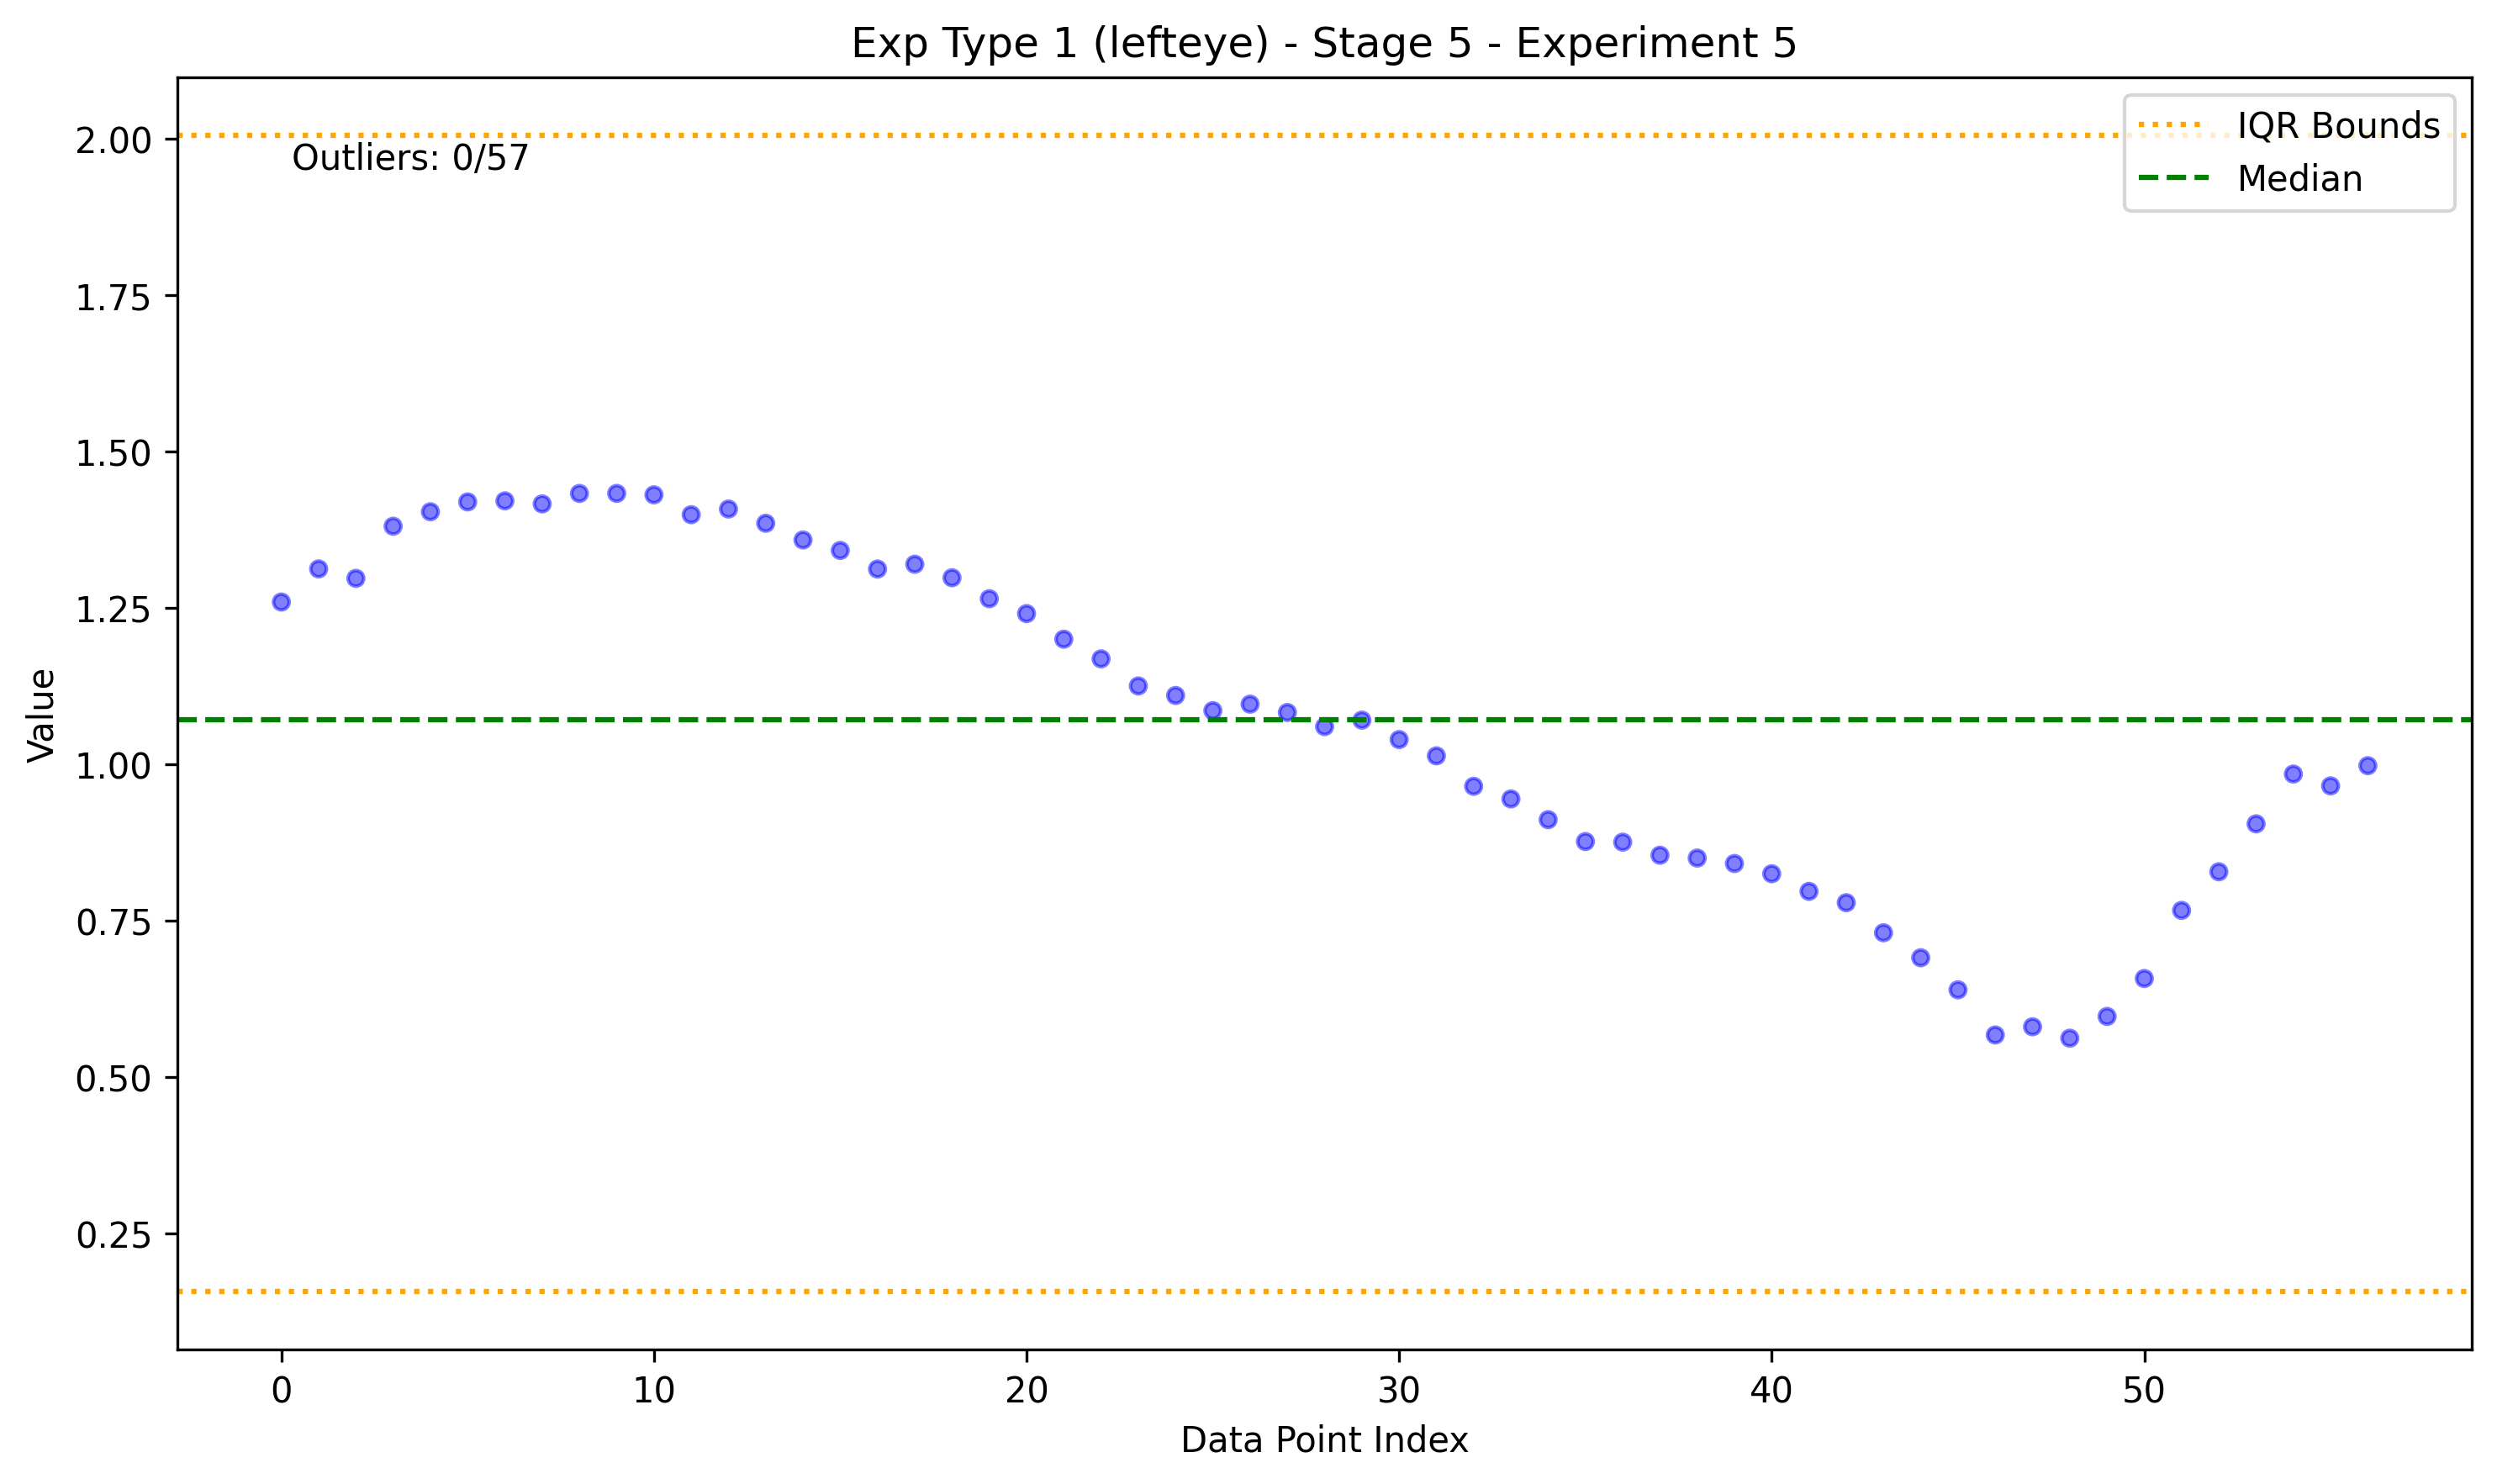 Exp Type 1 (lefteye) - Stage 5 - Experiment 5
IQR Bounds
Median
Outliers: 0/57
2.00
1.75
1.50
1.25
1.00
0.75
0.50
0.25
Value
0 10 20 30 40 50
Data Point Index